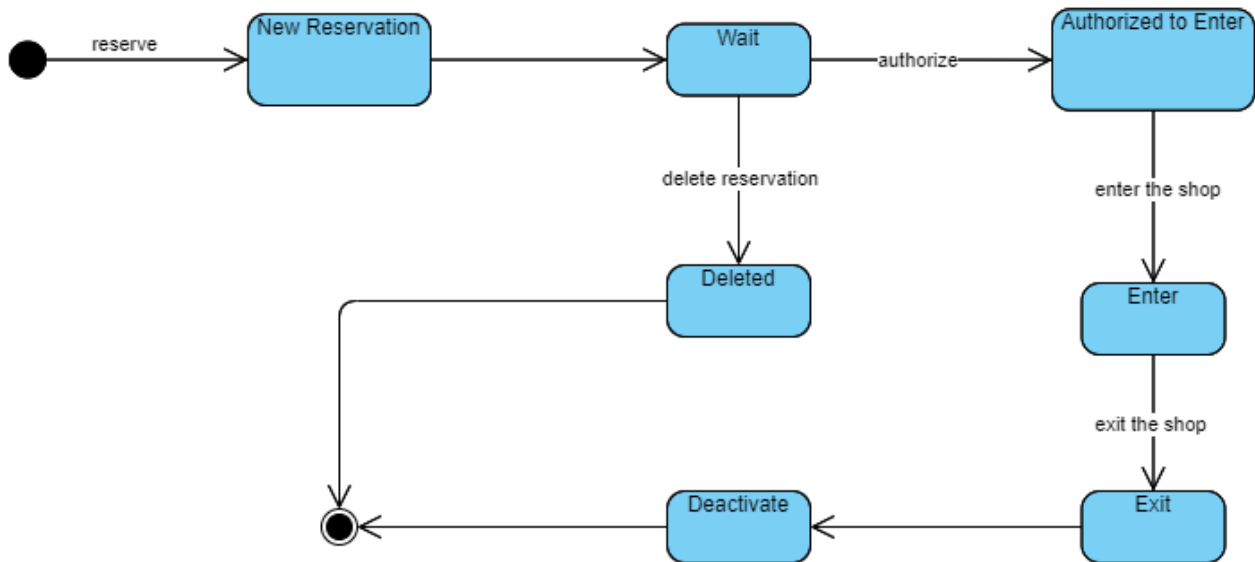 New Reservation
Wait
Authorized to Enter
reserve
authorize
delete reservation
enter the shop
Deleted
Enter
exit the shop
Deactivate
Exit